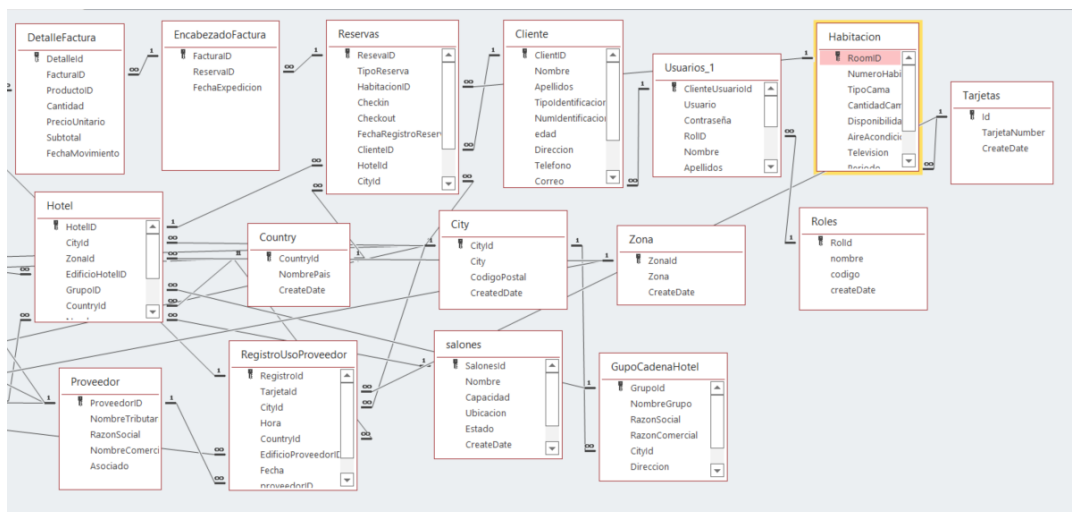 DetalleFactura
DetalleId
FacturaID
ProductoID
Cantidad
PrecioUnitario
Subtotal
FechaMovimiento
EncabezadoFactura
FacturaID
ReservaID
FechaExpedicion
Reservas
ResevaID
TipoReserva
HabitacionID
Checkin
Checkout
FechaRegistroReser
ClienteID
HotelId
CityId
Cliente
ClientID
Nombre
Apellidos
TipoIdentificacion
NumIdentificacion
edad
Direccion
Telefono
Correo
Usuarios_1
ClienteUsuarioId
Usuario
Contraseña
RolID
Nombre
Apellidos
Habitacion
RoomID
NumeroHabi
TipoCama
CantidadCam
Disponibilida
AireAcondici
Television
Periodo
Tarjetas
Id
TarjetaNumber
CreateDate
Hotel
HotelID
CityId
ZonaId
EdificioHotelID
GrupoID
CountryId
Country
CountryId
NombrePais
CreateDate
City
CityId
City
CodigoPostal
CreatedDate
Zona
ZonaId
Zona
CreateDate
Roles
RolId
nombre
codigo
createDate
Proveedor
ProveedorID
NombreTributar
RazonSocial
NombreComerci
Asociado
RegistroUsoProveedor
RegistroId
TarjetaId
CityId
Hora
CountryId
EdificioProveedorID
Fecha
proveedorID
salones
SalonesId
Nombre
Capacidad
Ubicacion
Estado
CreateDate
GupoCadenaHotel
GrupoId
NombreGrupo
RazonSocial
RazonComercial
CityId
Direccion